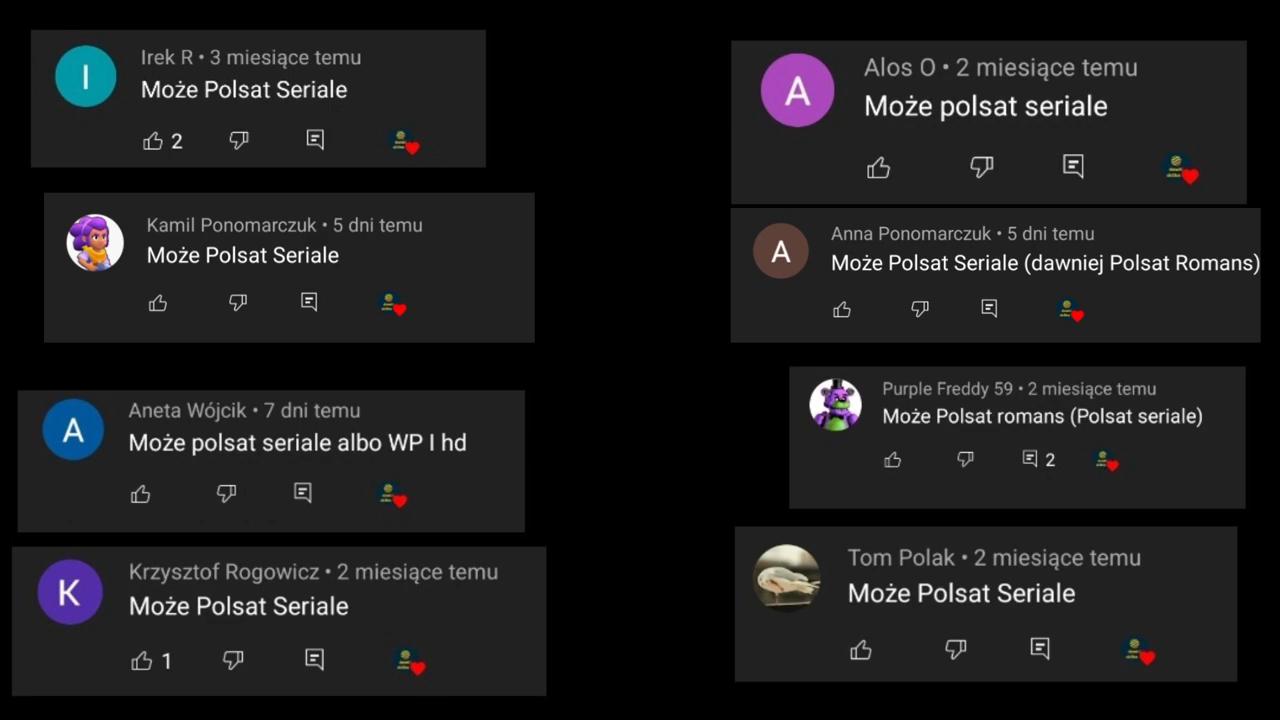 I
Irek R • 3 miesiące temu
Może Polsat Seriale
2
Kamil Ponomarczuk • 5 dni temu
Może Polsat Seriale
A
Aneta Wójcik • 7 dni temu
Może polsat seriale albo WP I hd
K
Krzysztof Rogowicz • 2 miesiące temu
Może Polsat Seriale
1
A
Alos O • 2 miesiące temu
Może polsat seriale
A
Anna Ponomarczuk • 5 dni temu
Może Polsat Seriale (dawniej Polsat Romans)
Purple Freddy 59 • 2 miesiące temu
Może Polsat romans (Polsat seriale)
2
Tom Polak • 2 miesiące temu
Może Polsat Seriale